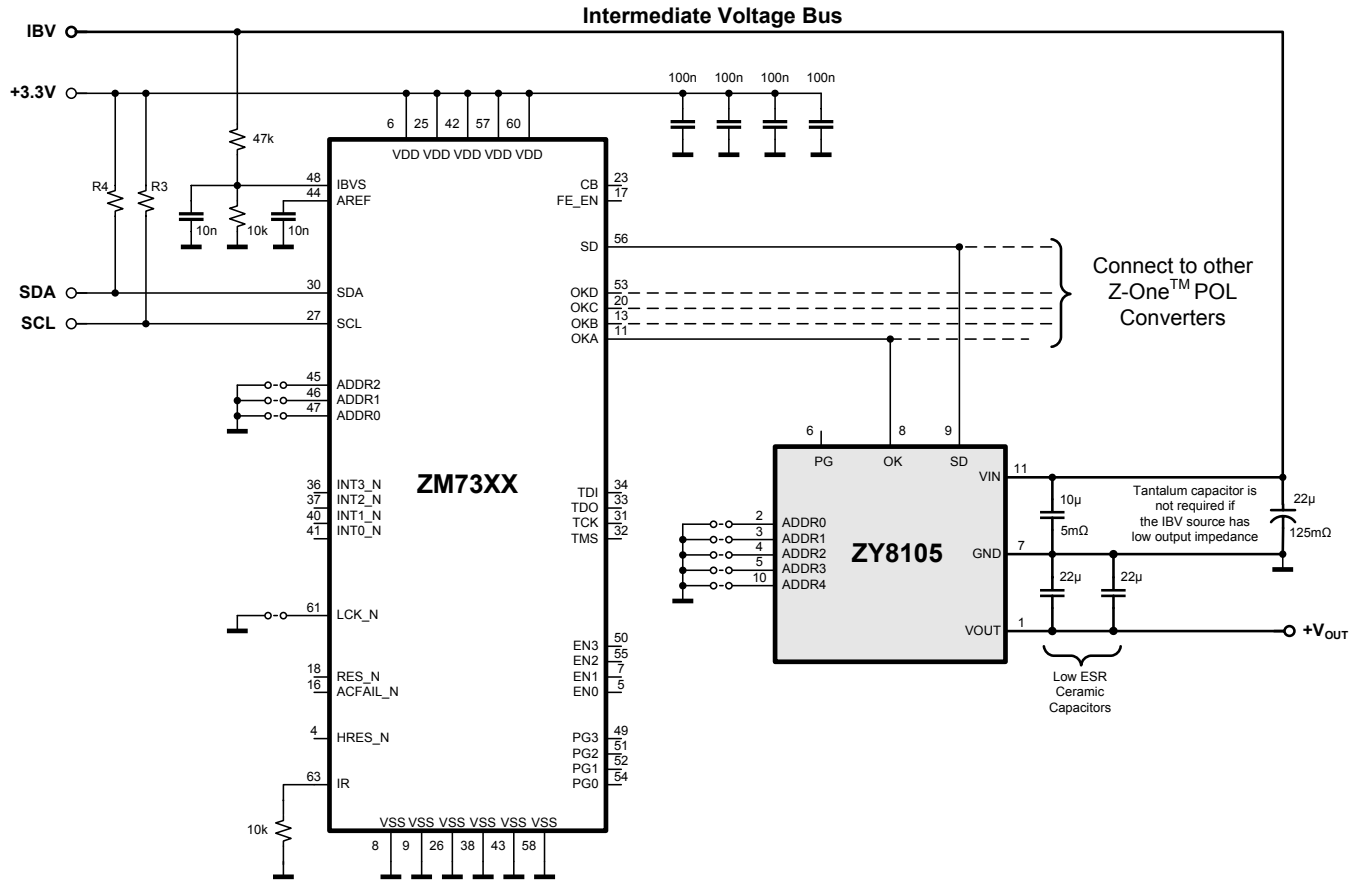 Intermediate Voltage Bus
IBV
+3.3V
100n 100n 100n 100n
47k
6 25 42 57 60
VDD VDD VDD VDD VDD
R4
R3
10n
10k
10n
48 IBVS
44 AREF
CB 23
FE_EN 17
SD 56
SDA
30 SDA
SCL
27 SCL
OKD 53
OKC 20
OKB 13
OKA 11
Connect to other
Z-One™ POL
Converters
45 ADDR2
46 ADDR1
47 ADDR0
ZM73XX
36 INT3_N
37 INT2_N
40 INT1_N
41 INT0_N
TDI 34
TDO 33
TCK 31
TMS 32
61 LCK_N
18 RES_N
16 ACFAIL_N
EN3 50
EN2 55
EN1 7
EN0 5
4 HRES_N
PG3 49
PG2 51
PG1 52
PG0 54
63 IR
10k
VSS VSS VSS VSS VSS VSS
8 9 26 38 43 58
6 8 9
PG OK SD
VIN 11
2 ADDR0
3 ADDR1
4 ADDR2
5 ADDR3
10 ADDR4
ZY8105
GND 7
VOUT 1
10µ
5mΩ
Tantalum capacitor is
not required if
the IBV source has
low output impedance
22µ
125mΩ
22µ 22µ
+VOUT
Low ESR
Ceramic
Capacitors